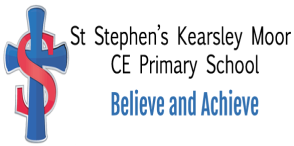 St Stephen's Kearsley Moor
CE Primary School
Believe and Achieve